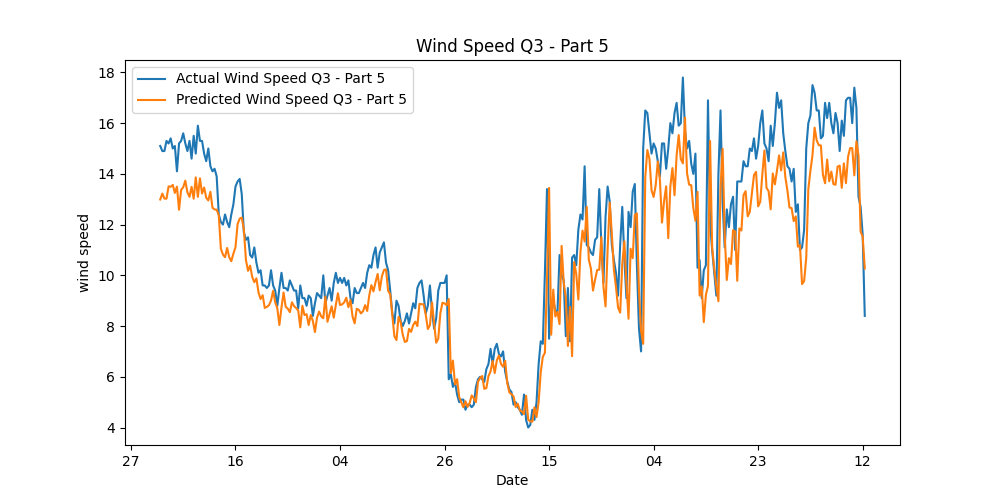 Wind Speed Q3 - Part 5
Actual Wind Speed Q3 - Part 5
Predicted Wind Speed Q3 - Part 5
wind speed
18
16
14
12
10
8
6
4
27 16 04 26 15 04 23 12
Date